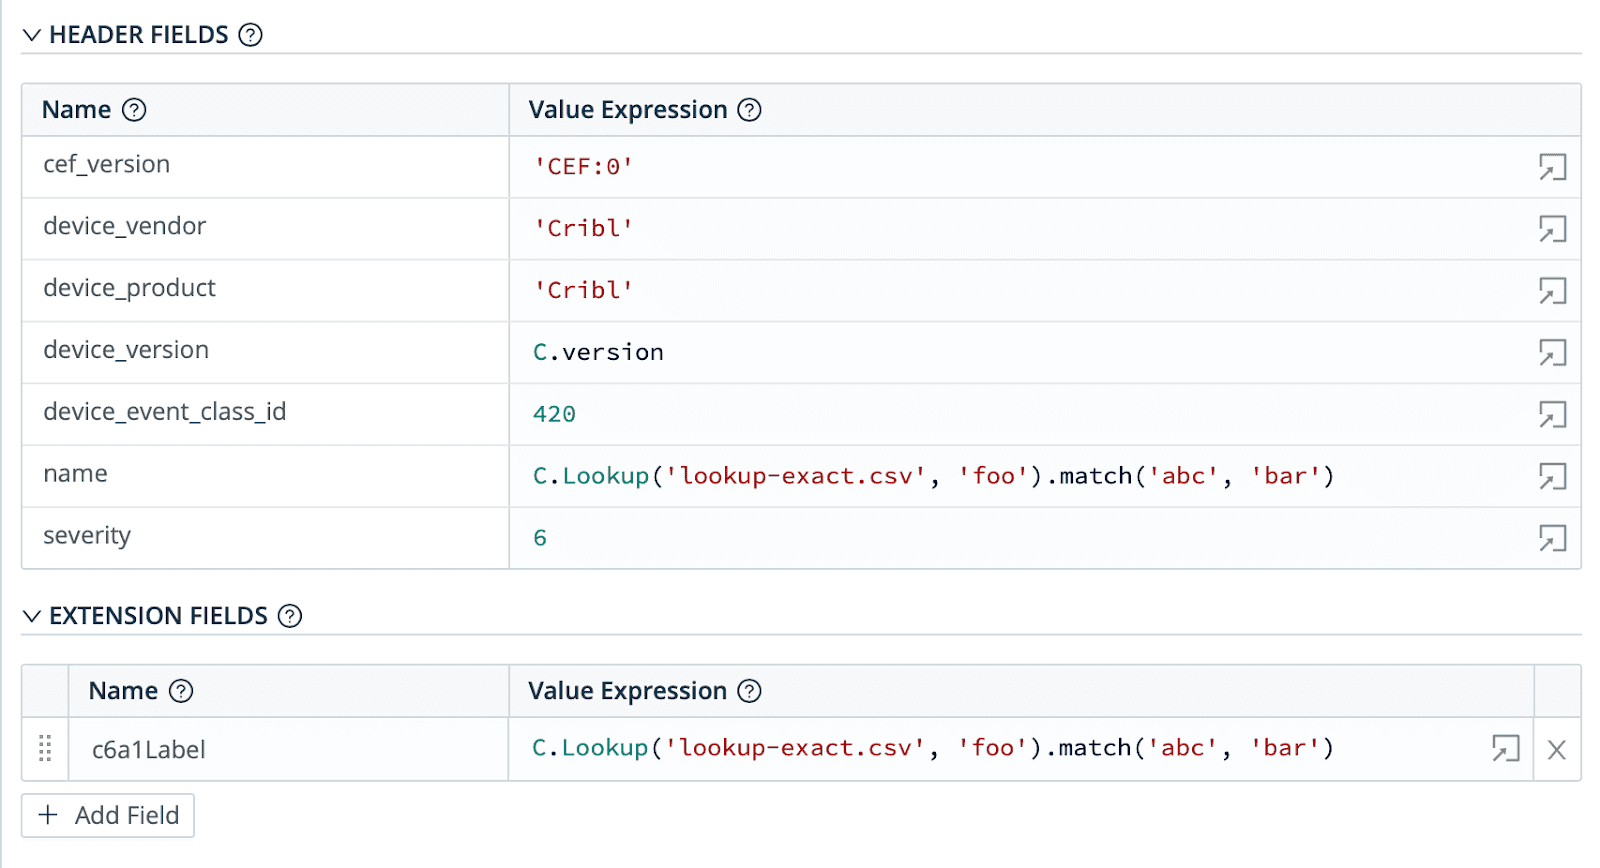 HEADER FIELDS ?
Name ? Value Expression ?
cef_version 'CEF:0'
device_vendor 'Cribl'
device_product 'Cribl'
device_version C.version
device_event_class_id 420
name C.Lookup('lookup-exact.csv', 'foo').match('abc', 'bar')
severity 6
EXTENSION FIELDS ?
Name ? Value Expression ?
c6a1Label C.Lookup('lookup-exact.csv', 'foo').match('abc', 'bar') X
+ Add Field